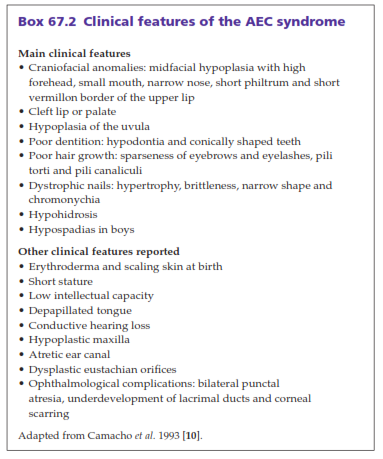 Box 67.2 Clinical features of the AEC syndrome
Main clinical features
• Craniofacial anomalies: midfacial hypoplasia with high
forehead, small mouth, narrow nose, short philtrum and short
vermillon border of the upper lip
• Cleft lip or palate
• Hypoplasia of the uvula
• Poor dentition: hypodontia and conically shaped teeth
• Poor hair growth: sparseness of eyebrows and eyelashes, pili
torti and pili canaliculi
• Dystrophic nails: hypertrophy, brittleness, narrow shape and
chromonychia
• Hypohidrosis
• Hypospadias in boys
Other clinical features reported
• Erythroderma and scaling skin at birth
• Short stature
• Low intellectual capacity
• Depapillated tongue
• Conductive hearing loss
• Hypoplastic maxilla
• Atretic ear canal
• Dysplastic eustachian orifices
• Ophthalmological complications: bilateral punctal
atresia, underdevelopment of lacrimal ducts and corneal
scarring
Adapted from Camacho et al. 1993 [10].